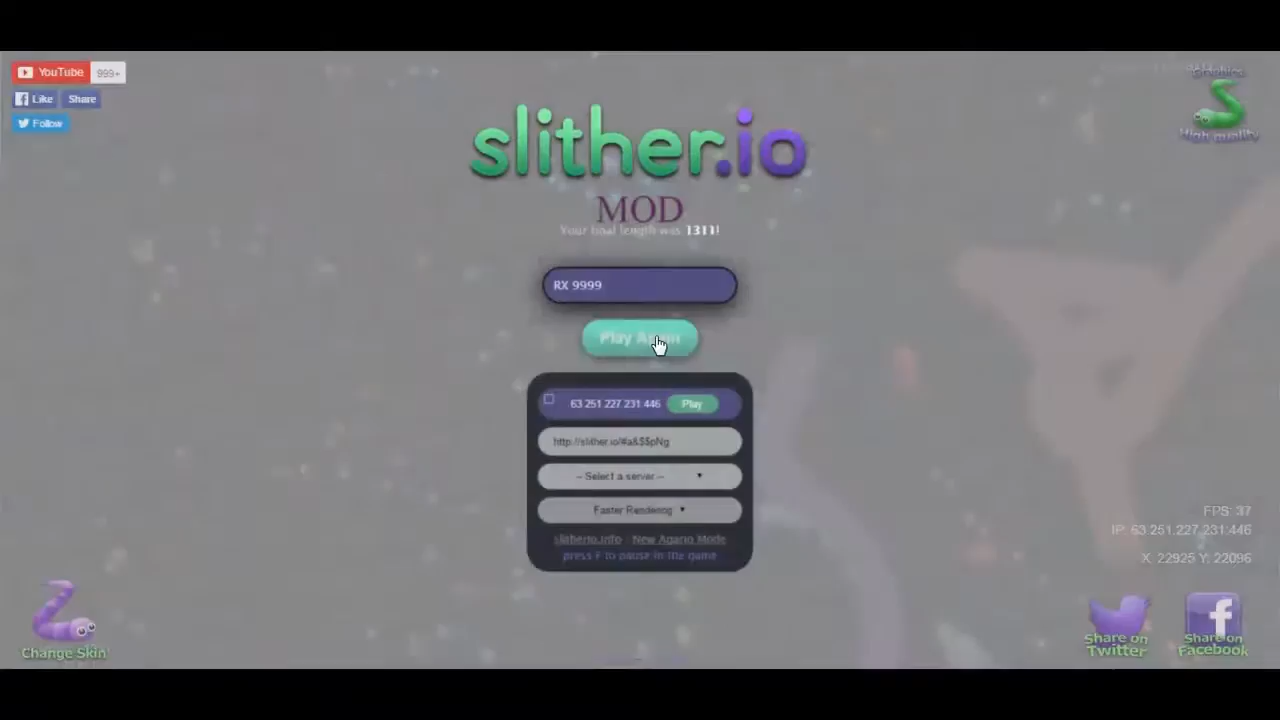 YouTube 999+
Like Share
Follow
Graphics
High quality
slither.io
MOD
Your final length was 1311!
RX 9999
Play Again
63.251.227.231:446 Play
http://slither.io/#a&$$pNg
-- Select a server -- ▼
Faster Rendering ▼
slitherio.info - New Agario Mode
press F to pause in the game
FPS: 37
IP: 63.251.227.231:446
X: 22925 Y: 22096
Change Skin
Share on Twitter
Share on Facebook